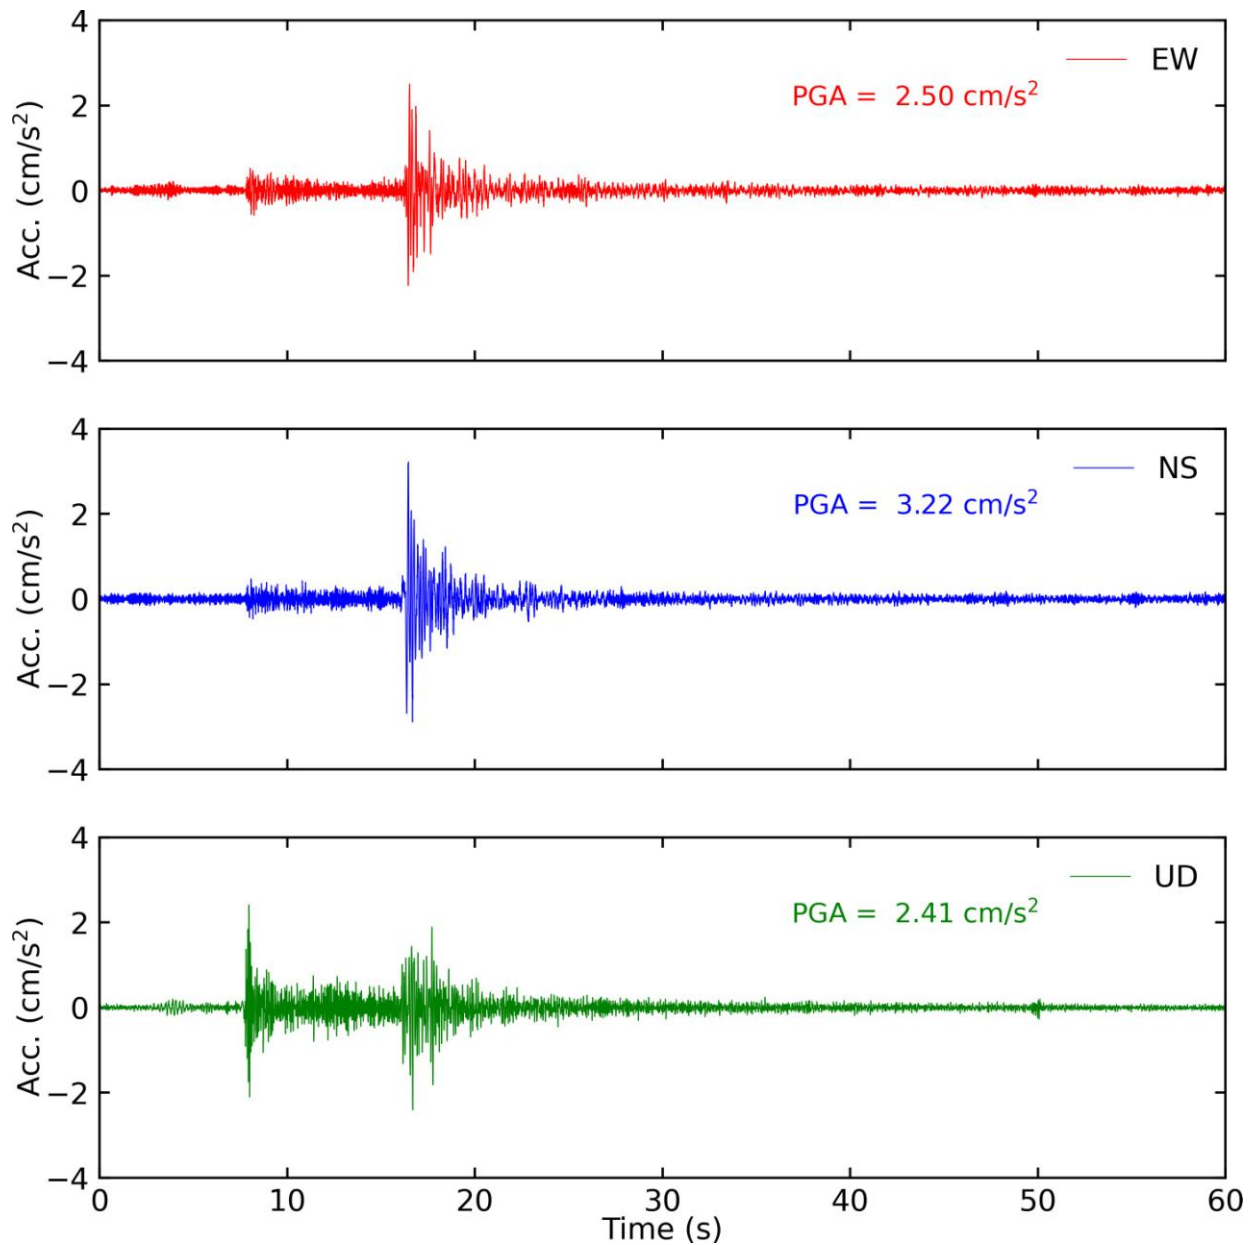 4
2
0
−2
−4
Acc. (cm/s²)
EW
PGA =  2.50 cm/s²
4
2
0
−2
−4
Acc. (cm/s²)
NS
PGA =  3.22 cm/s²
4
2
0
−2
−4
Acc. (cm/s²)
UD
PGA =  2.41 cm/s²
0 10 20 30 40 50 60
Time (s)